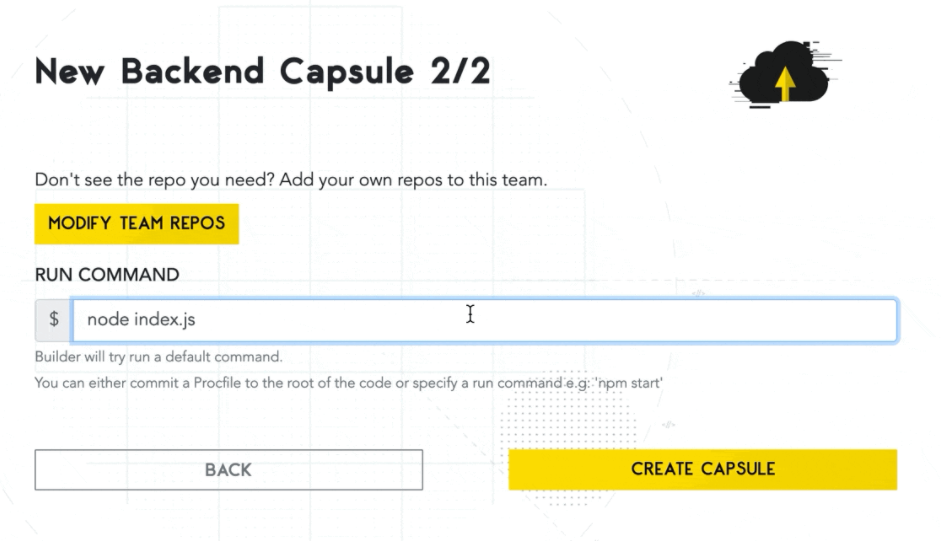 New Backend Capsule 2/2
Don't see the repo you need? Add your own repos to this team.
MODIFY TEAM REPOS
RUN COMMAND
$ node index.js
Builder will try run a default command.
You can either commit a Procfile to the root of the code or specify a run command e.g: 'npm start'
BACK CREATE CAPSULE